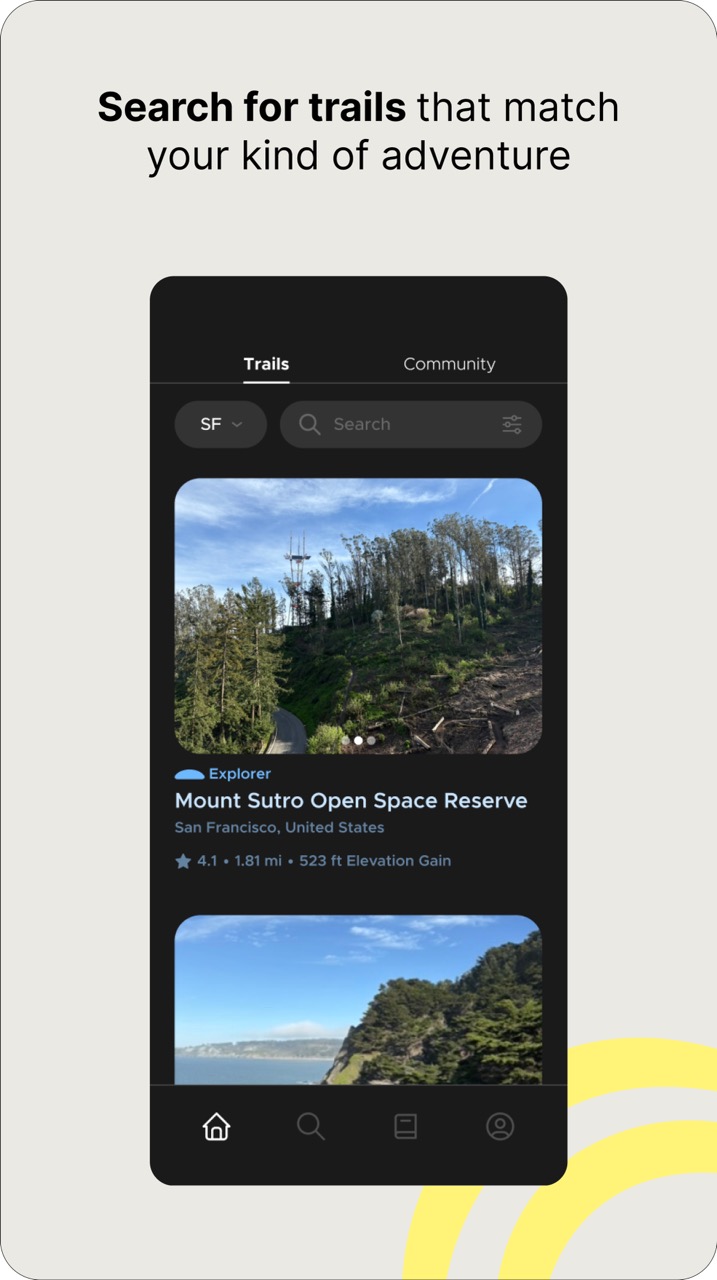 Search for trails that match
your kind of adventure
Trails Community
SF Search
Explorer
Mount Sutro Open Space Reserve
San Francisco, United States
4.1 • 1.81 mi • 523 ft Elevation Gain